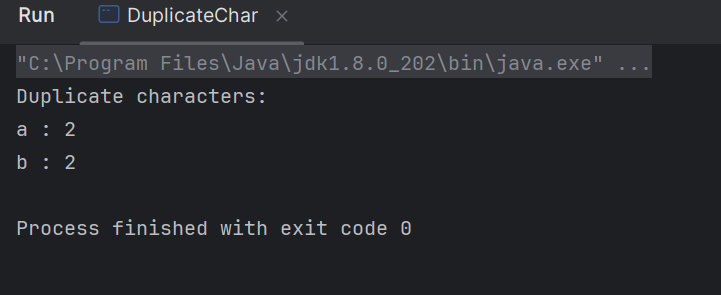 Run DuplicateChar
"C:\Program Files\Java\jdk1.8.0_202\bin\java.exe" ...
Duplicate characters:
a : 2
b : 2
Process finished with exit code 0